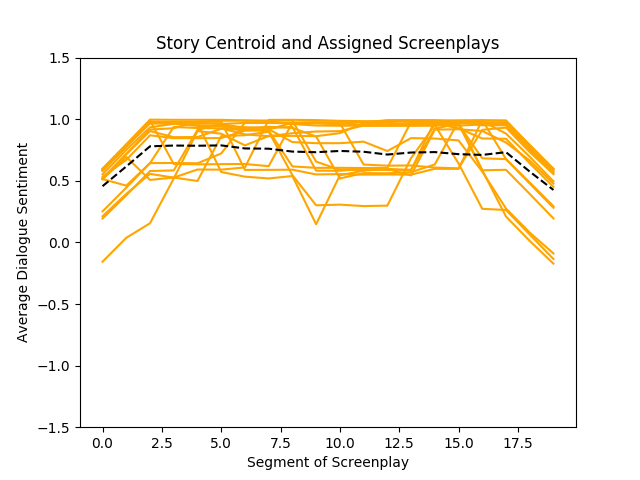 Story Centroid and Assigned Screenplays
1.5
1.0
0.5
0.0
−0.5
−1.0
−1.5
Average Dialogue Sentiment
0.0 2.5 5.0 7.5 10.0 12.5 15.0 17.5
Segment of Screenplay